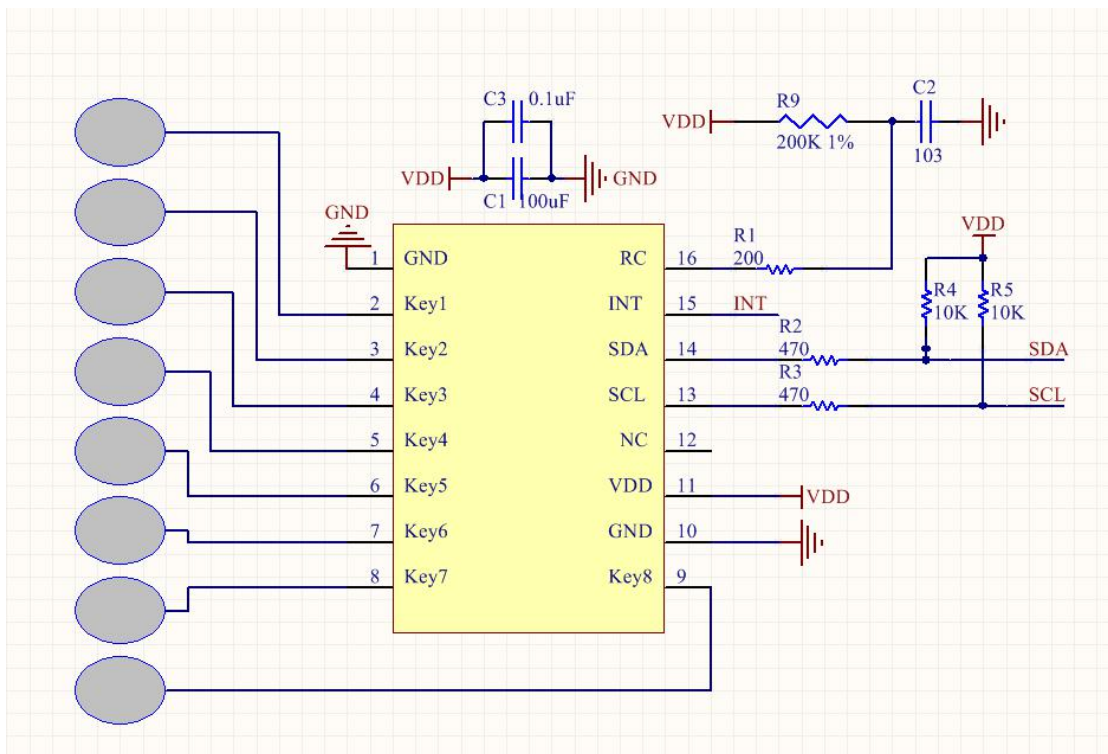 C3 0.1uF
VDD
C1 100uF
GND
R9
VDD
200K 1%
C2
103
GND
1 GND
2 Key1
3 Key2
4 Key3
5 Key4
6 Key5
7 Key6
8 Key7
RC 16
INT 15
SDA 14
SCL 13
NC 12
VDD 11
GND 10
Key8 9
R1
200
INT
R2
470
R3
470
VDD
R4
10K
R5
10K
SDA
SCL
VDD